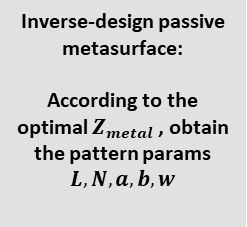 Inverse-design passive
metasurface:
According to the
optimal Z_metal , obtain
the pattern params
L, N, a, b, w